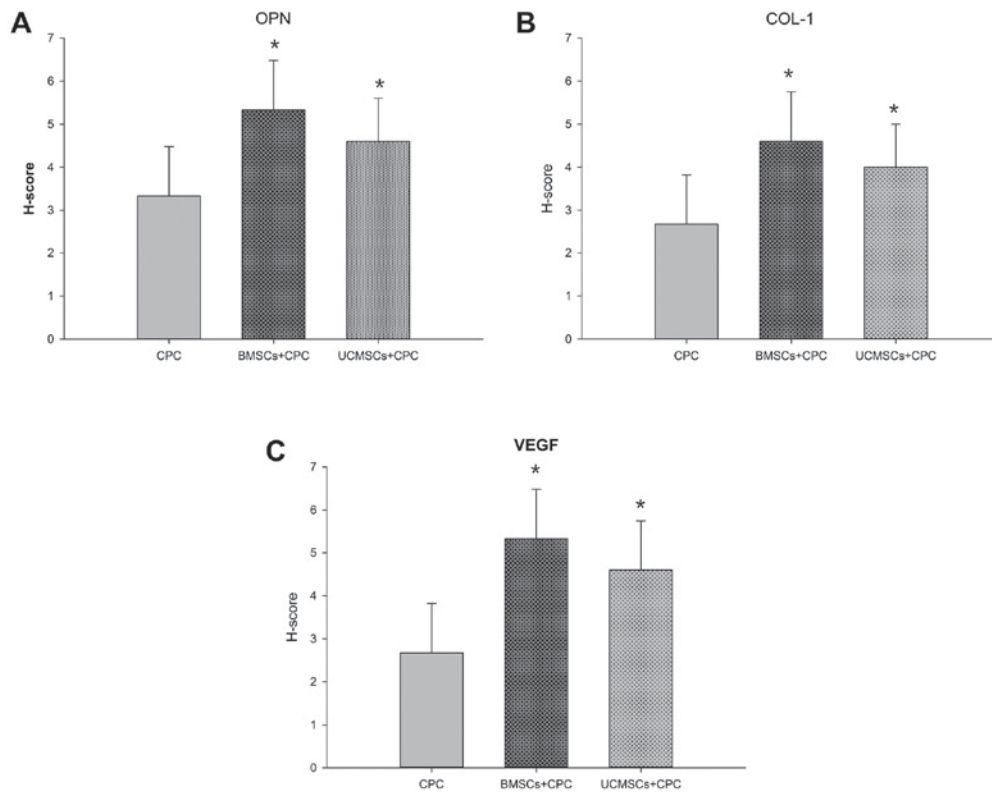 A
OPN
7
6
5
4
3
2
1
0
H-score
*
*
CPC
BMSCs+CPC
UCMSCs+CPC
B
COL-1
7
6
5
4
3
2
1
0
H-score
*
*
CPC
BMSCs+CPC
UCMSCs+CPC
C
VEGF
7
6
5
4
3
2
1
0
H-score
*
*
CPC
BMSCs+CPC
UCMSCs+CPC